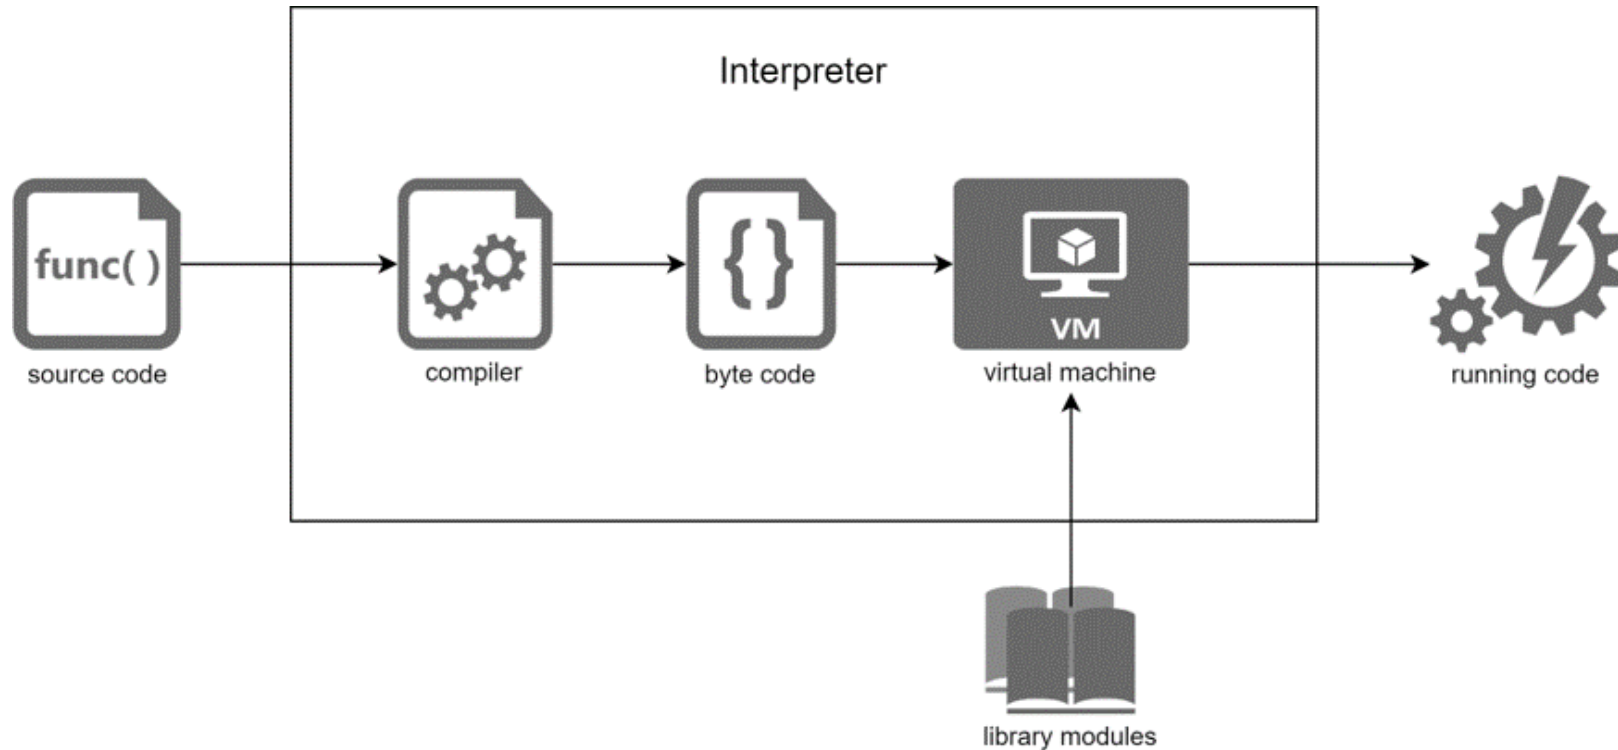 Interpreter
func( )
VM
source code
compiler
byte code
virtual machine
running code
library modules